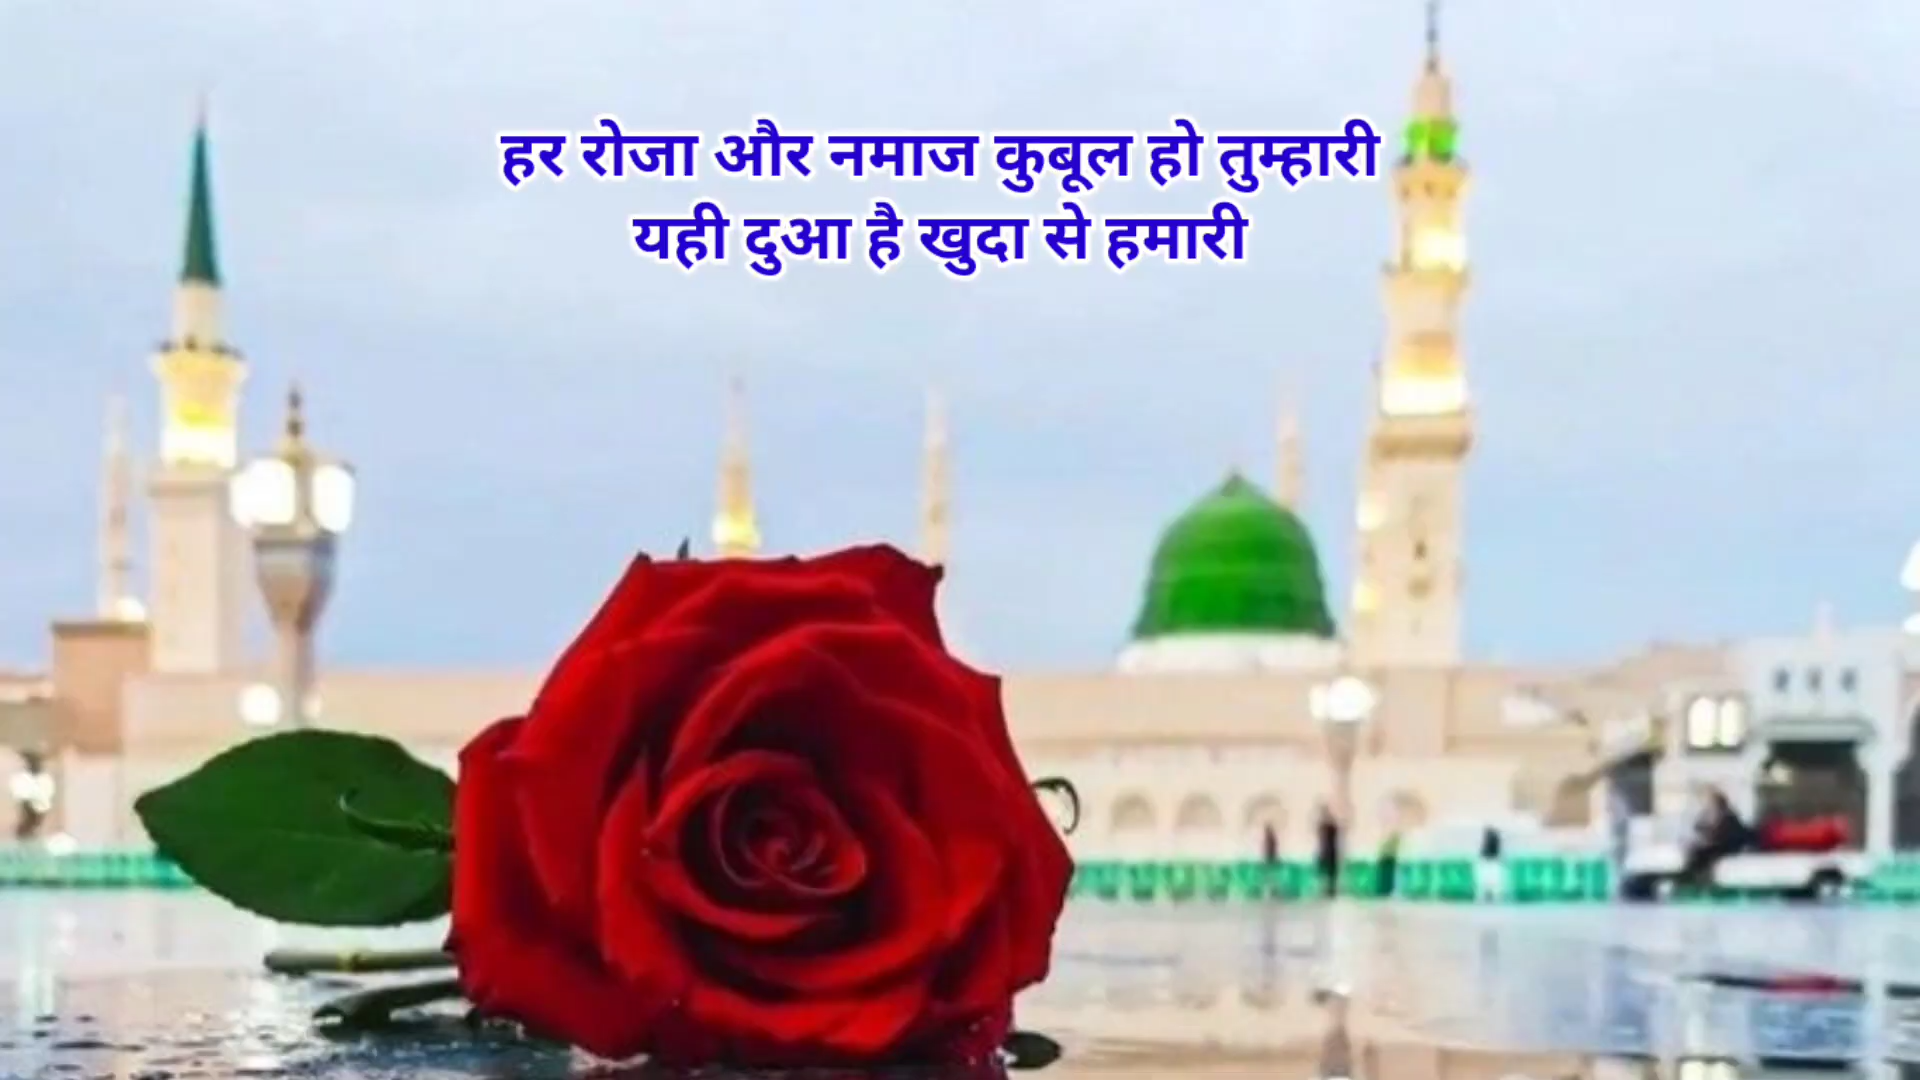 हर रोजा और नमाज कुबूल हो तुम्हारी
यही दुआ है खुदा से हमारी